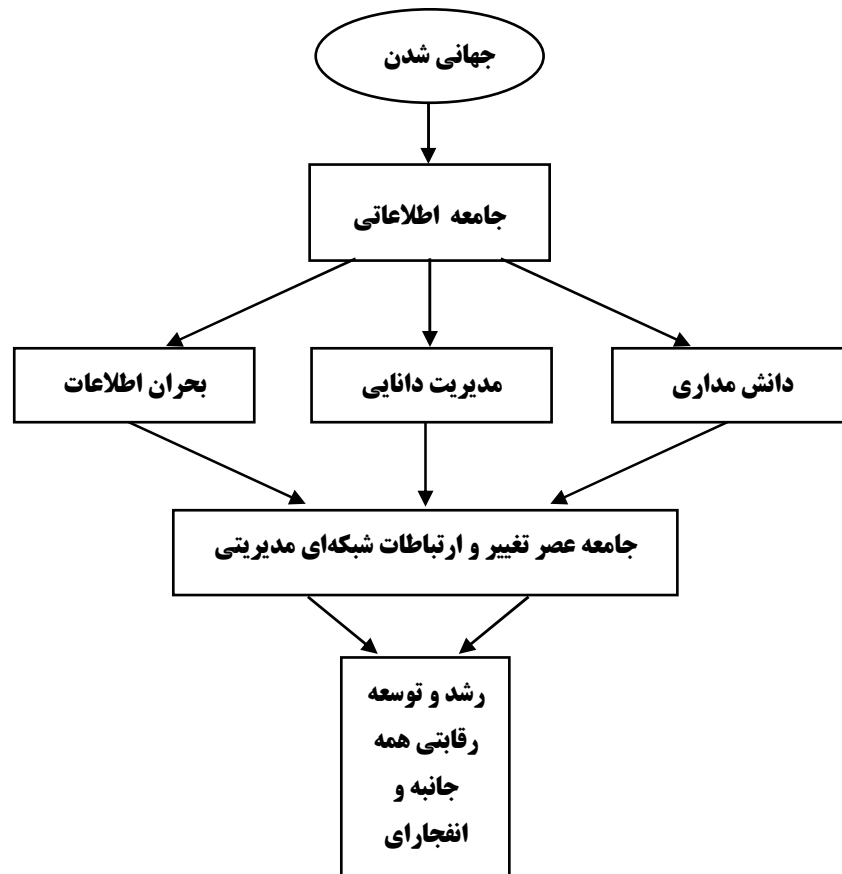 جهانی شدن
جامعه اطلاعاتی
دانش مداری
مدیریت دانایی
بحران اطلاعات
جامعه عصر تغییر و ارتباطات شبکه‌ای مدیریتی
رشد و توسعه
رقابتی همه
جانبه و
انفجارای